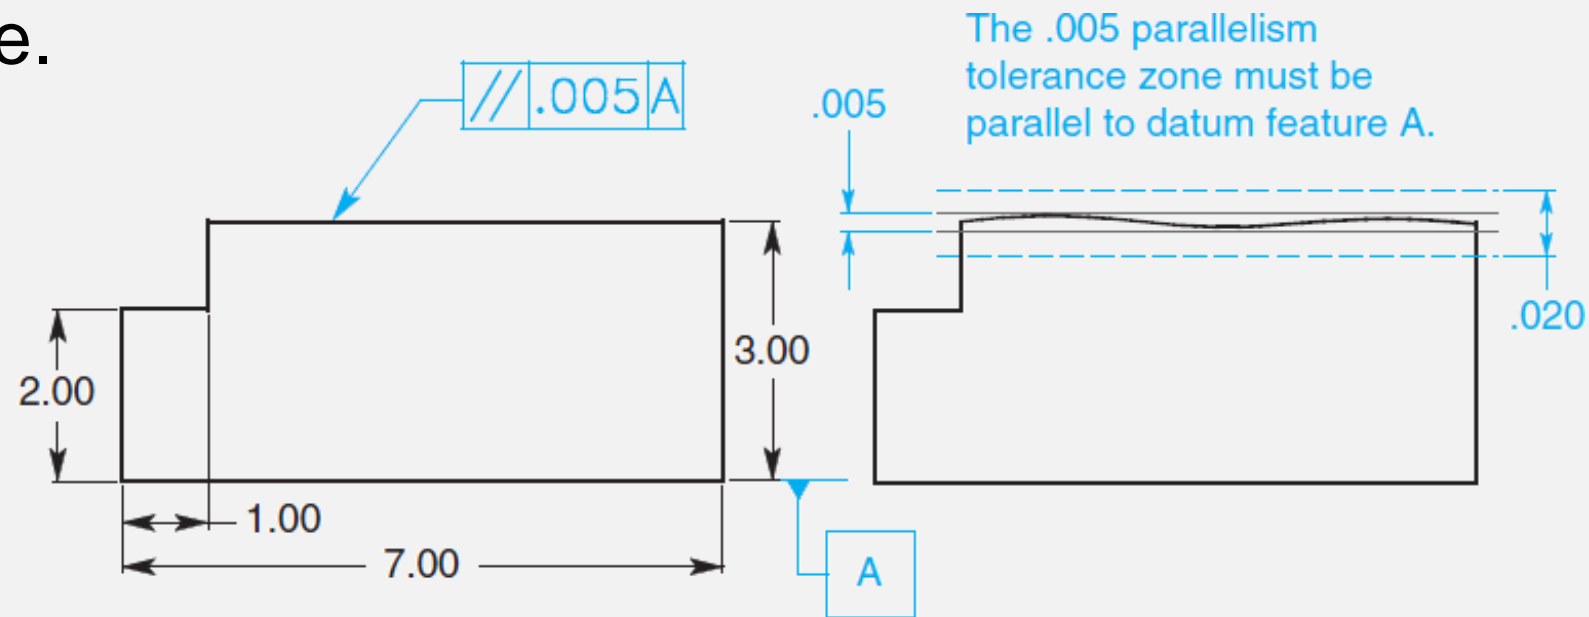 e.
// .005 A
The .005 parallelism
tolerance zone must be
parallel to datum feature A.
.005
.020
3.00
2.00
1.00
7.00
A